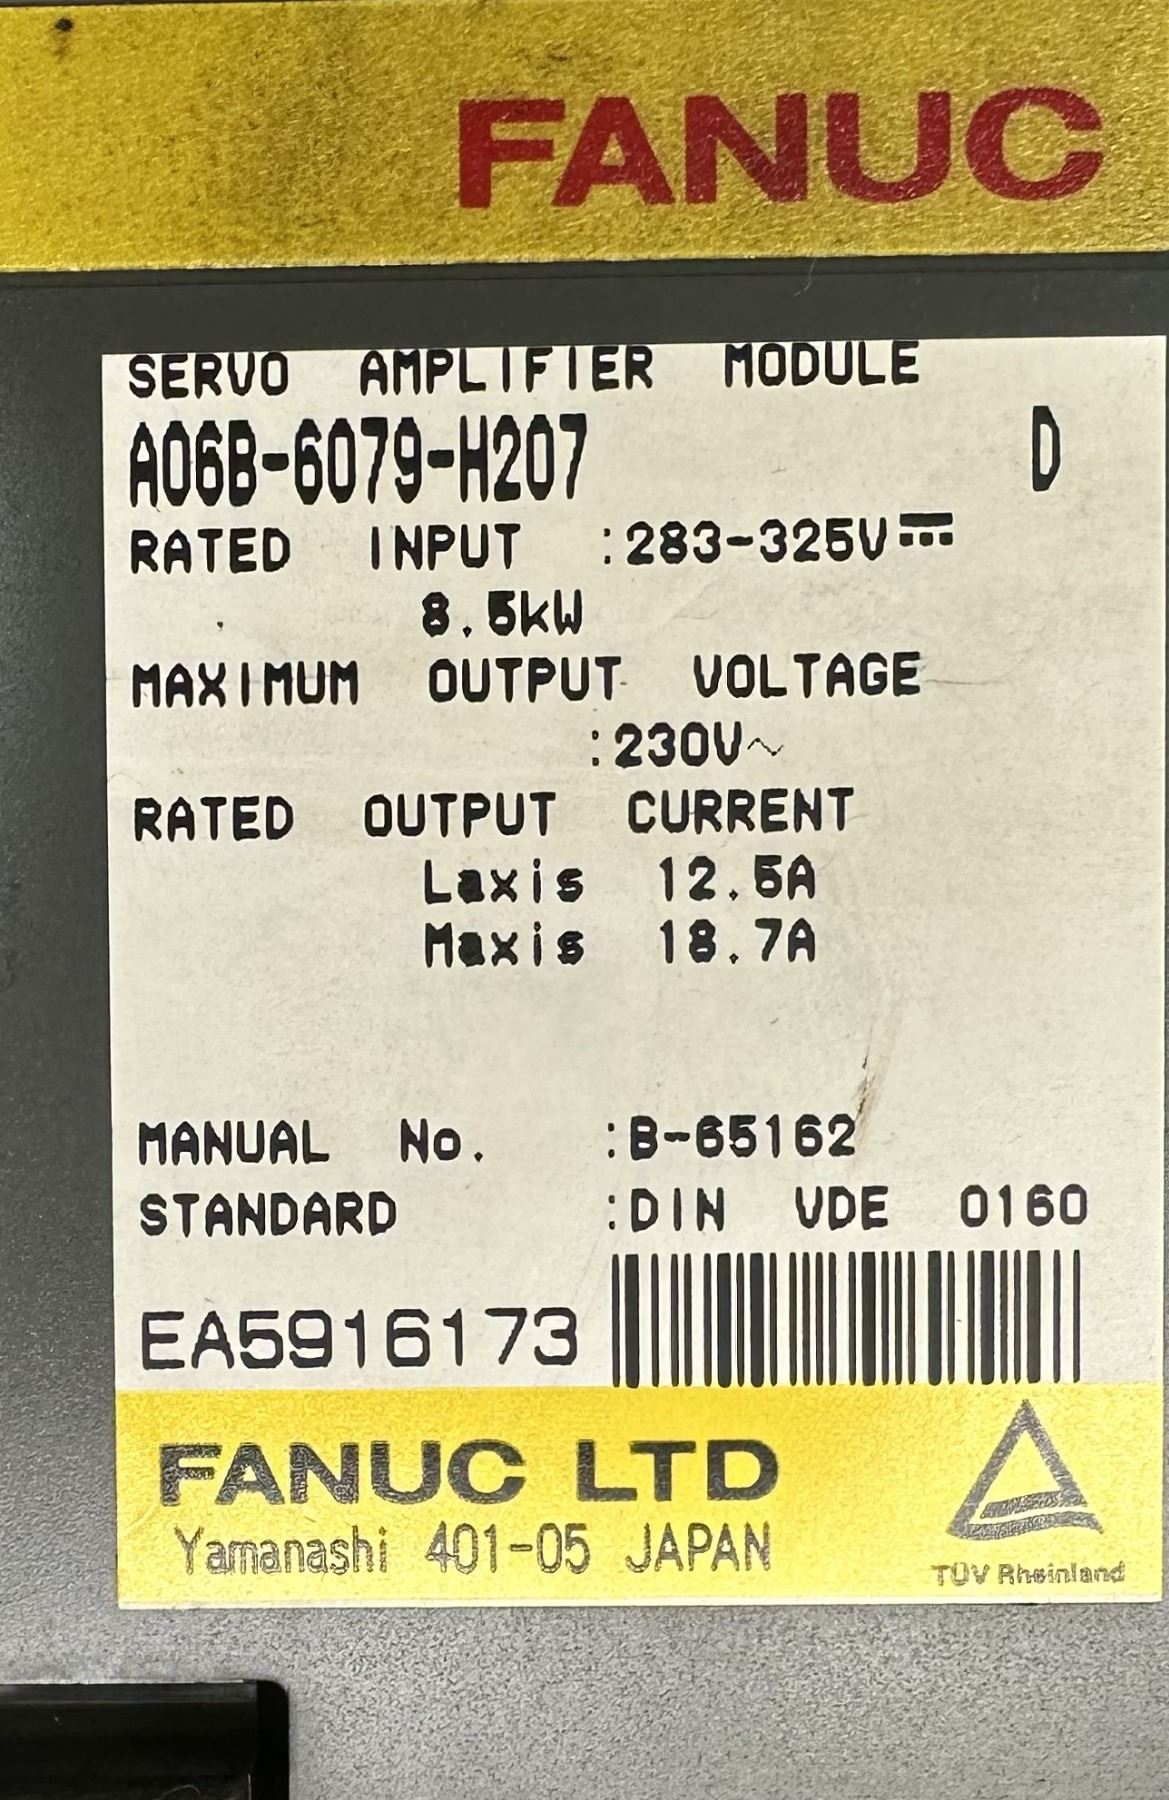 FANUC
SERVO AMPLIFIER MODULE
A06B-6079-H207 D
RATED INPUT :283-325V⎓
8.5kW
MAXIMUM OUTPUT VOLTAGE
:230V~
RATED OUTPUT CURRENT
Laxis 12.5A
Maxis 18.7A
MANUAL No. :B-65162
STANDARD :DIN VDE 0160
EA5916173
FANUC LTD
Yamanashi 401-05 JAPAN
TÜV Rheinland